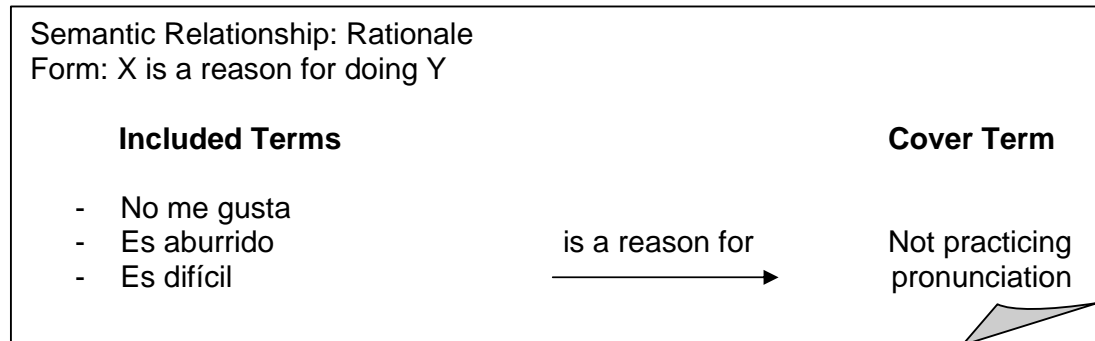 Semantic Relationship: Rationale
Form: X is a reason for doing Y
Included Terms Cover Term
- No me gusta
- Es aburrido is a reason for Not practicing
- Es difícil pronunciation